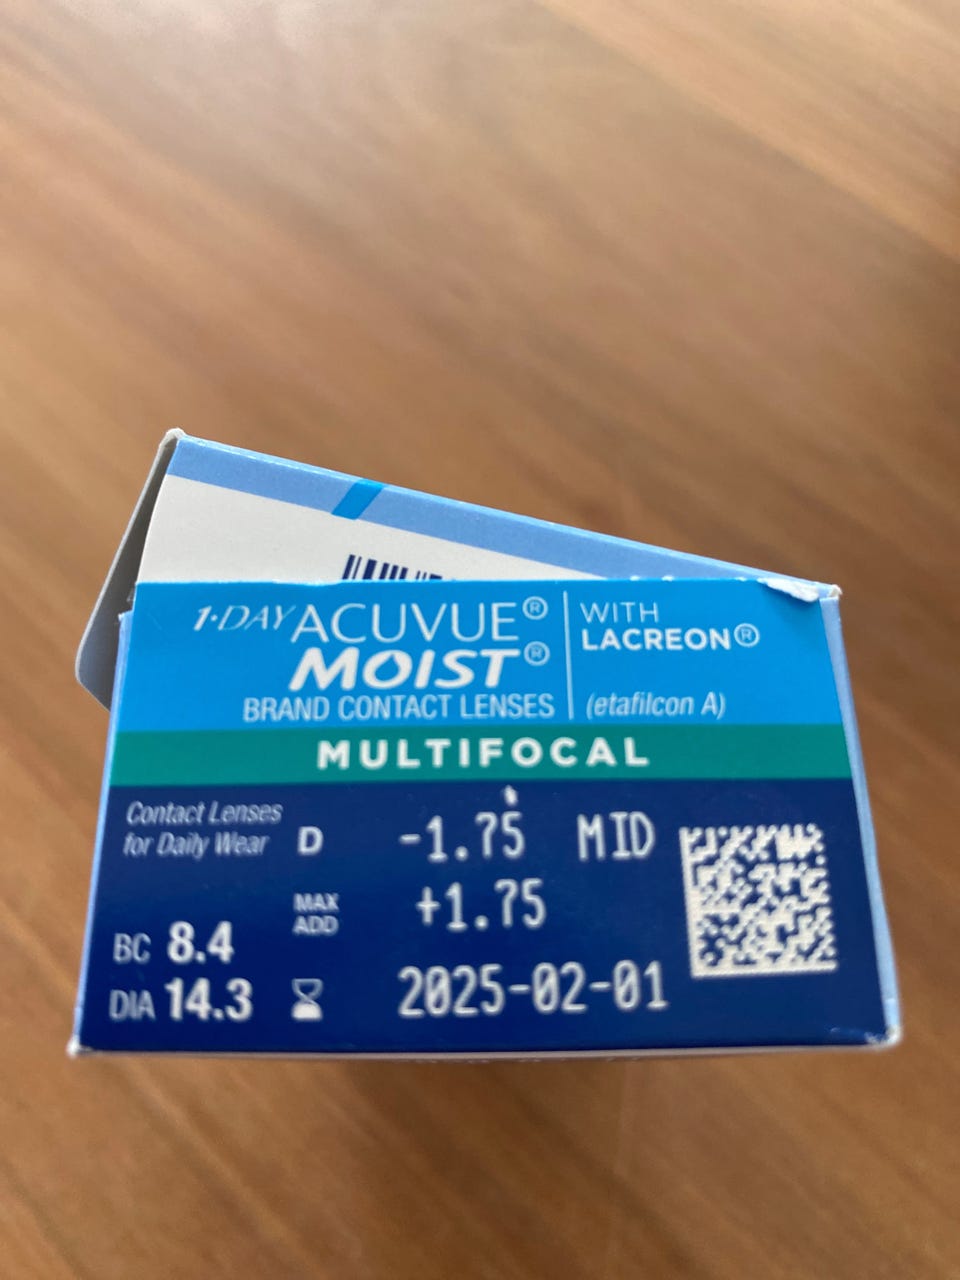 1·DAY ACUVUE®
MOIST®
BRAND CONTACT LENSES
WITH
LACREON®
(etafilcon A)
MULTIFOCAL
Contact Lenses
for Daily Wear
D -1.75 MID
MAX
ADD +1.75
BC 8.4
DIA 14.3
2025-02-01